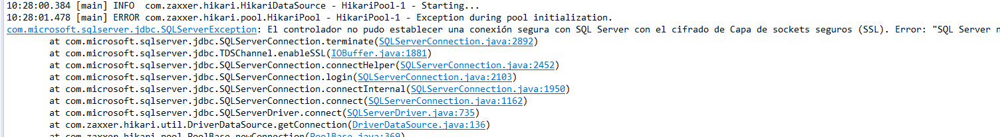 10:28:00.384 [main] INFO  com.zaxxer.hikari.HikariDataSource - HikariPool-1 - Starting...
10:28:01.478 [main] ERROR com.zaxxer.hikari.pool.HikariPool - HikariPool-1 - Exception during pool initialization.
com.microsoft.sqlserver.jdbc.SQLServerException: El controlador no pudo establecer una conexión segura con SQL Server con el cifrado de Capa de sockets seguros (SSL). Error: "SQL Server
at com.microsoft.sqlserver.jdbc.SQLServerConnection.terminate(SQLServerConnection.java:2892)
at com.microsoft.sqlserver.jdbc.TDSChannel.enableSSL(IOBuffer.java:1881)
at com.microsoft.sqlserver.jdbc.SQLServerConnection.connectHelper(SQLServerConnection.java:2452)
at com.microsoft.sqlserver.jdbc.SQLServerConnection.login(SQLServerConnection.java:2103)
at com.microsoft.sqlserver.jdbc.SQLServerConnection.connectInternal(SQLServerConnection.java:1950)
at com.microsoft.sqlserver.jdbc.SQLServerConnection.connect(SQLServerConnection.java:1162)
at com.microsoft.sqlserver.jdbc.SQLServerDriver.connect(SQLServerDriver.java:735)
at com.zaxxer.hikari.util.DriverDataSource.getConnection(DriverDataSource.java:136)
at com.zaxxer.hikari.pool.PoolBase.newConnection(PoolBase.java:369)